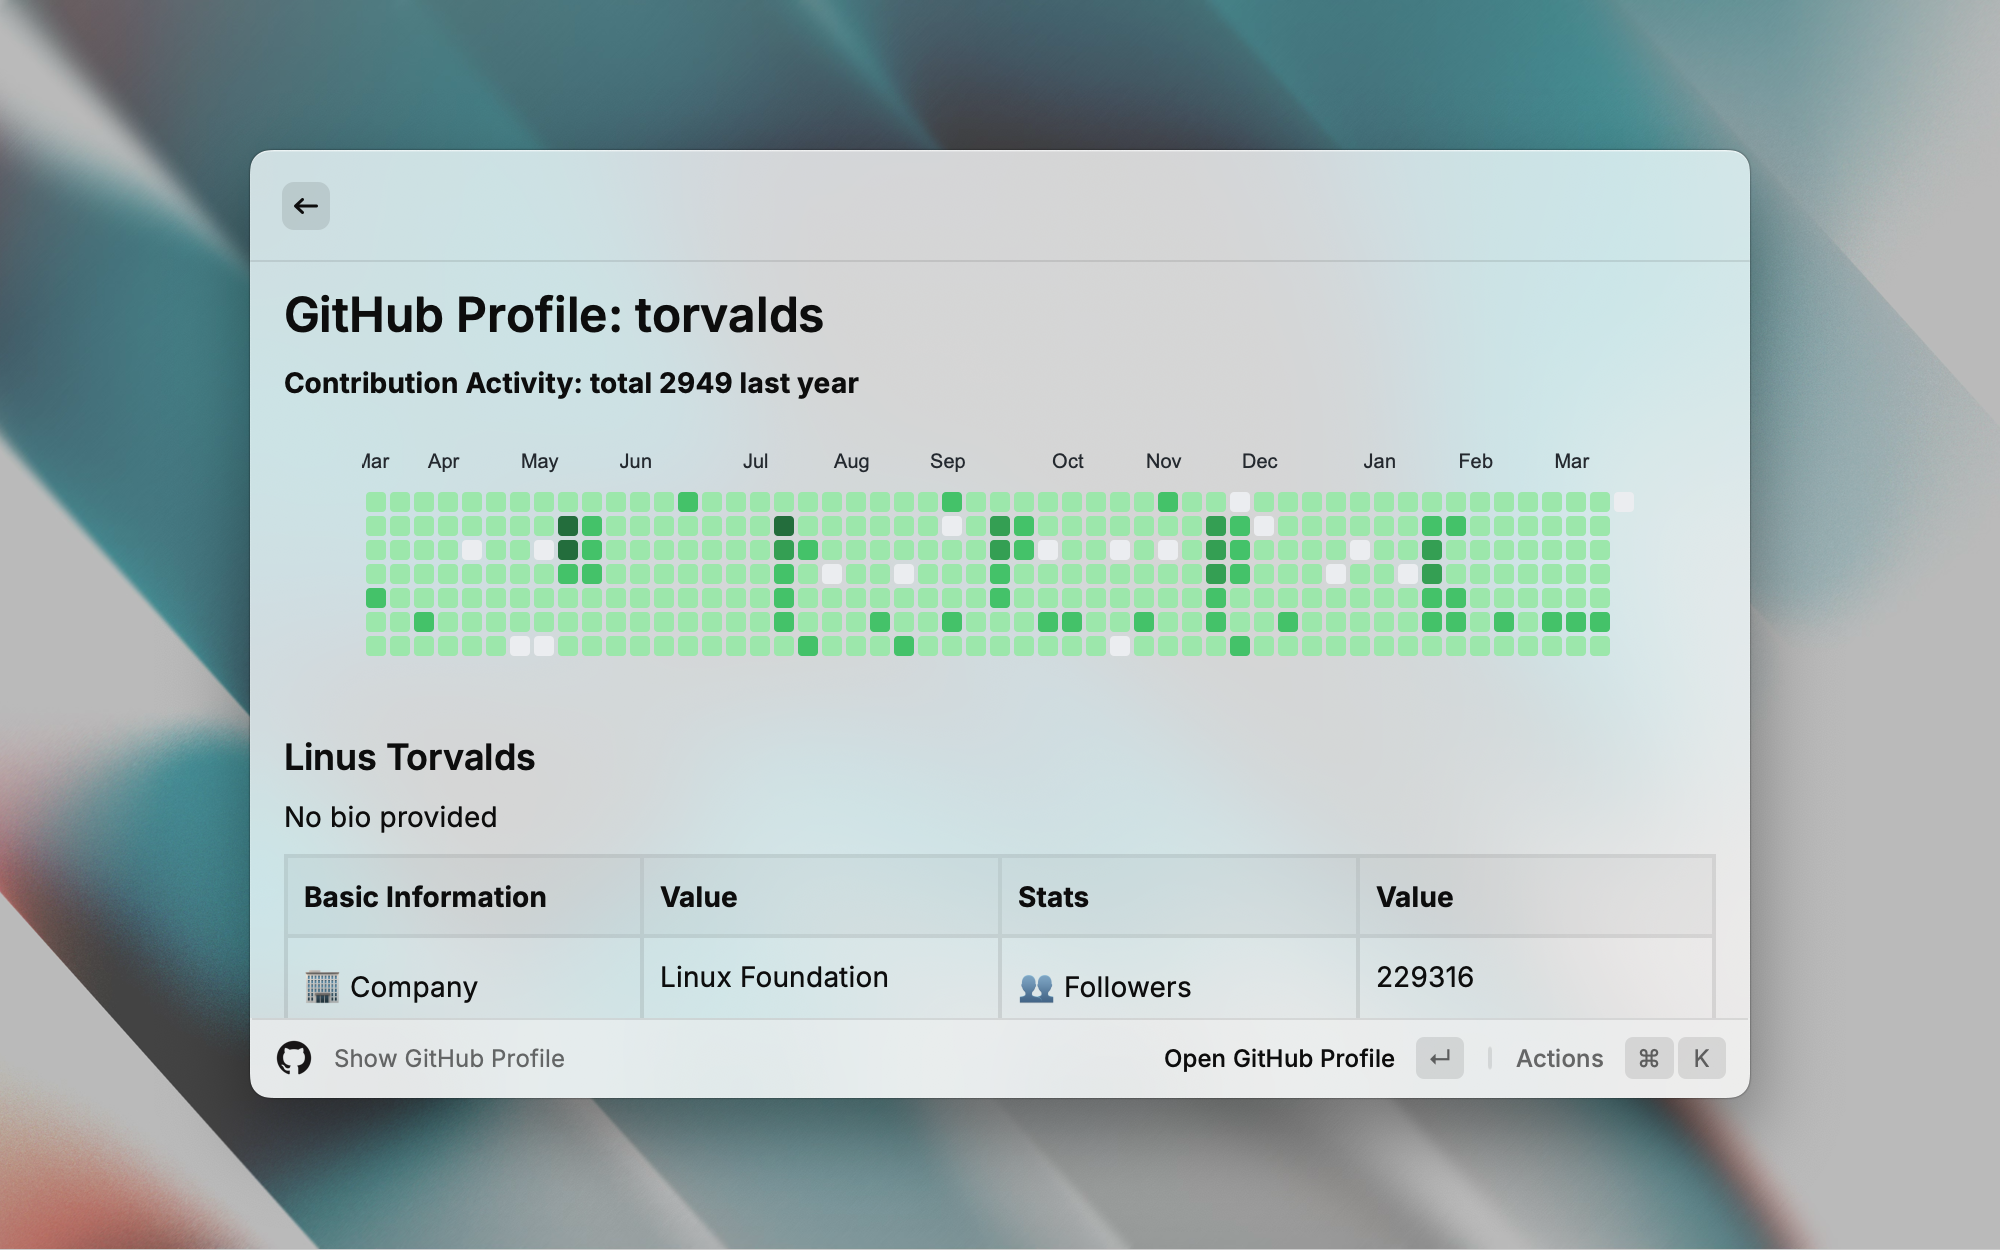 GitHub Profile: torvalds
Contribution Activity: total 2949 last year
Mar Apr May Jun Jul Aug Sep Oct Nov Dec Jan Feb Mar
Linus Torvalds
No bio provided
Basic Information Value Stats Value
🏢 Company Linux Foundation 👥 Followers 229316
Show GitHub Profile Open GitHub Profile ↵ Actions ⌘ K